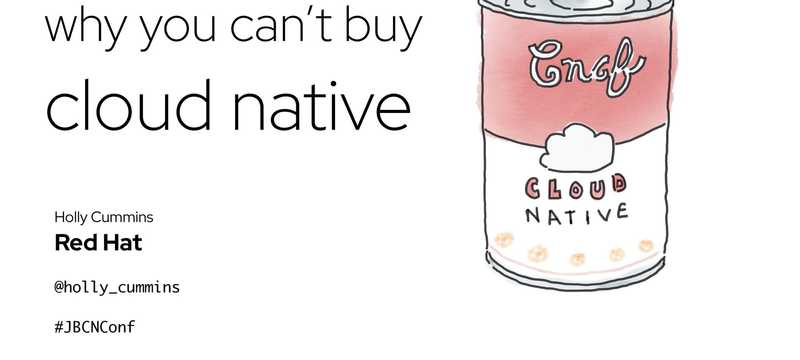 why you can't buy
cloud native
Holly Cummins
Red Hat
@holly_cummins
#JBCNConf
Cncf
CLOUD
NATIVE